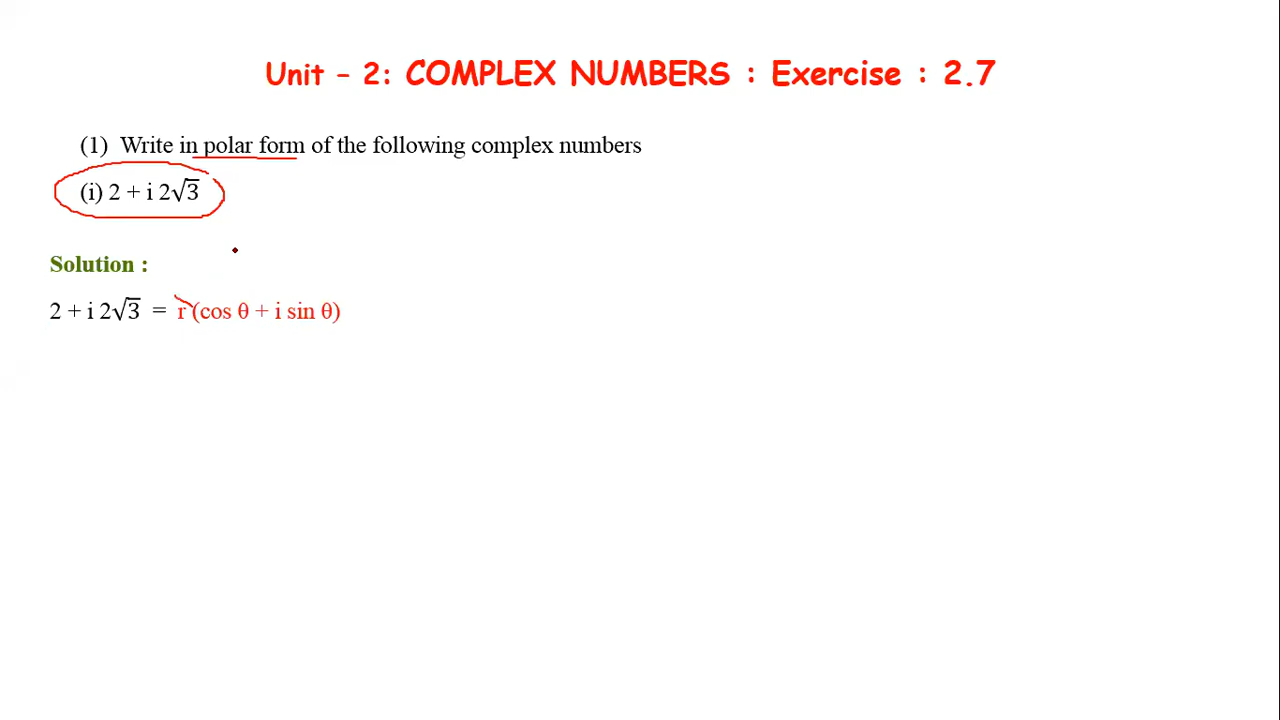 Unit – 2: COMPLEX NUMBERS : Exercise : 2.7
(1) Write in polar form of the following complex numbers
(i) 2 + i 2√3
Solution :
2 + i 2√3 = r (cos θ + i sin θ)